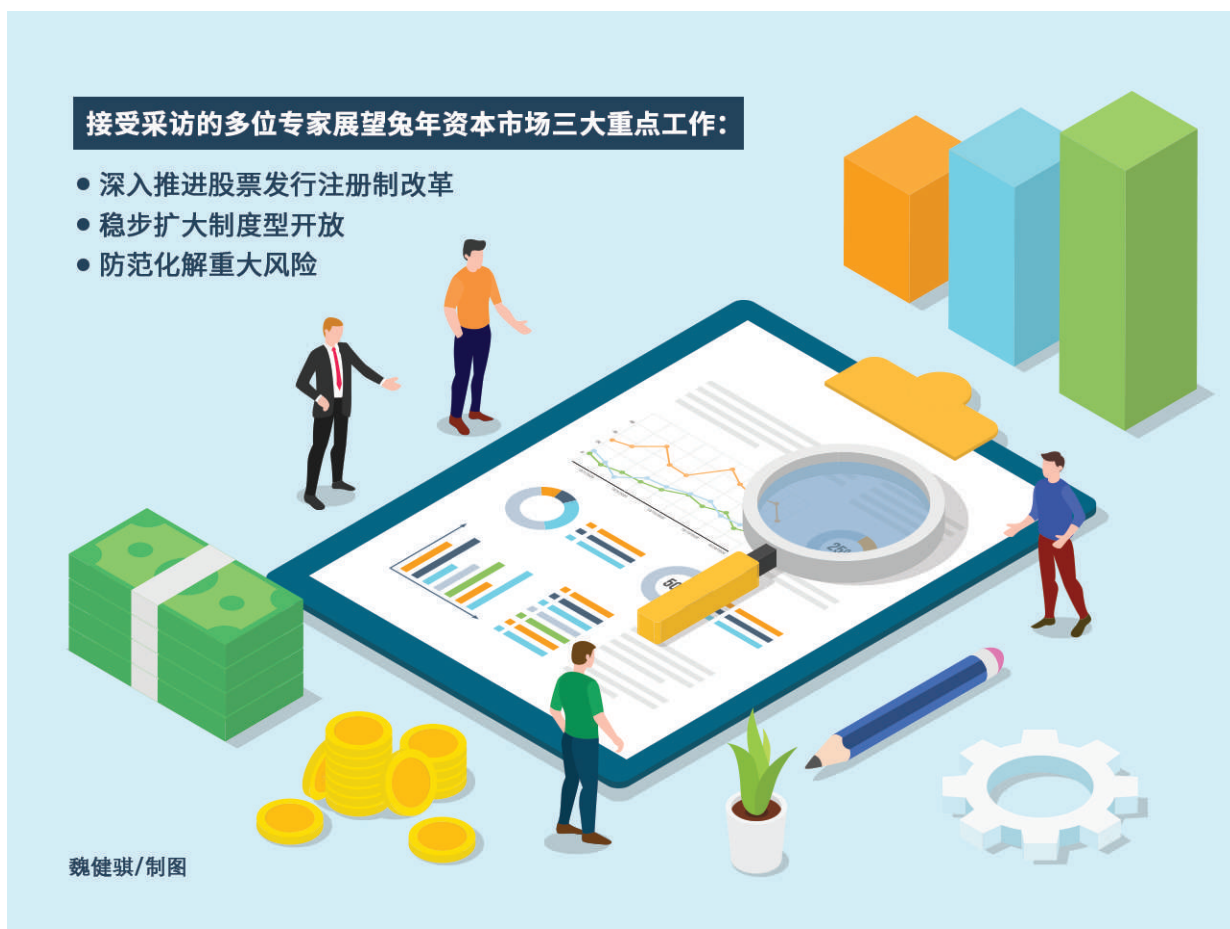 接受采访的多位专家展望兔年资本市场三大重点工作：
● 深入推进股票发行注册制改革
● 稳步扩大制度型开放
● 防范化解重大风险
魏健骐/制图